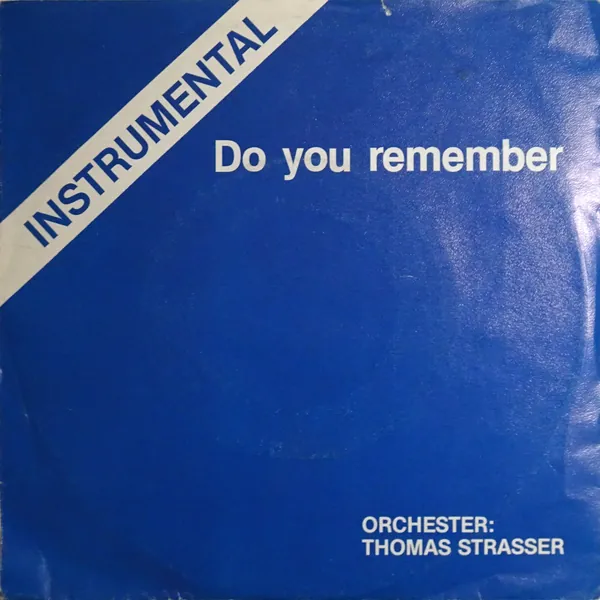 INSTRUMENTAL
Do you remember
ORCHESTER:
THOMAS STRASSER